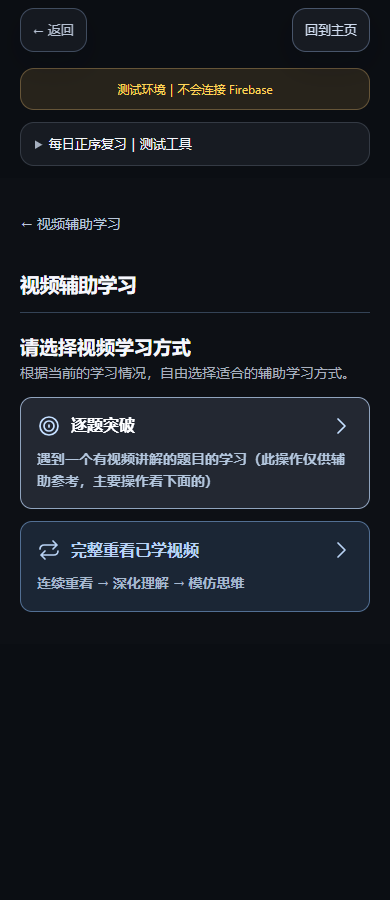 ← 返回
回到主页
测试环境 | 不会连接 Firebase
▶ 每日正序复习 | 测试工具
← 视频辅助学习
视频辅助学习
请选择视频学习方式
根据当前的学习情况，自由选择适合的辅助学习方式。
逐题突破
遇到一个有视频讲解的题目的学习（此操作仅供辅
助参考，主要操作看下面的）
完整重看已学视频
连续重看 → 深化理解 → 模仿思维